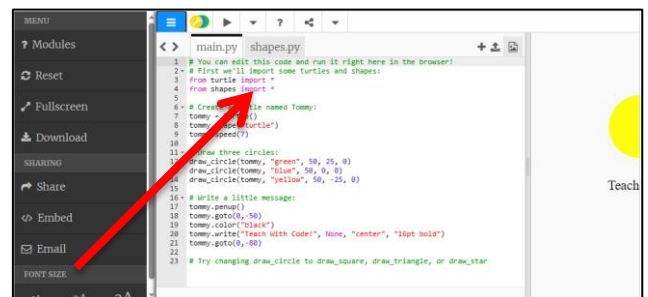 MENU
? Modules
Reset
Fullscreen
Download
SHARING
Share
</> Embed
Email
FONT SIZE
aA
?
main.py shapes.py
1 # You can edit this code and run it right here in the browser!
2 # First we'll import some turtles and shapes:
3 from turtle import *
4 from shapes import *
5
6 # Create a turtle named Tommy:
7 tommy = ()
8 tommy. "turtle")
9 tommy.speed(7)
10
11 # Draw three circles:
12 draw_circle(tommy, "green", 50, 25, 0)
13 draw_circle(tommy, "blue", 50, 0, 0)
14 draw_circle(tommy, "yellow", 50, -25, 0)
15
16 # Write a little message:
17 tommy.penup()
18 tommy.goto(0,-50)
19 tommy.color("black")
20 tommy.write("Teach With Code!", None, "center", "16pt bold")
21 tommy.goto(0,-80)
22
23 # Try changing draw_circle to draw_square, draw_triangle, or draw_star
Teach